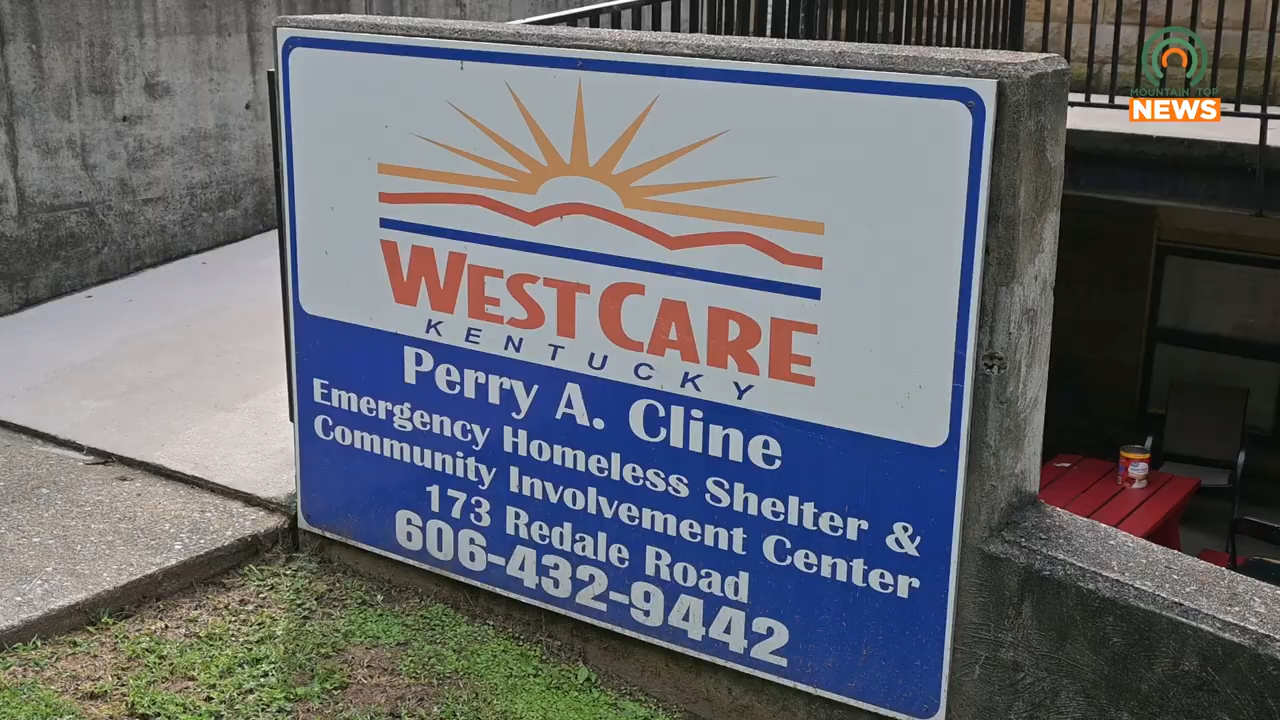 MOUNTAIN TOP
NEWS
WESTCARE
KENTUCKY
Perry A. Cline
Emergency Homeless Shelter &
Community Involvement Center
173 Redale Road
606-432-9442